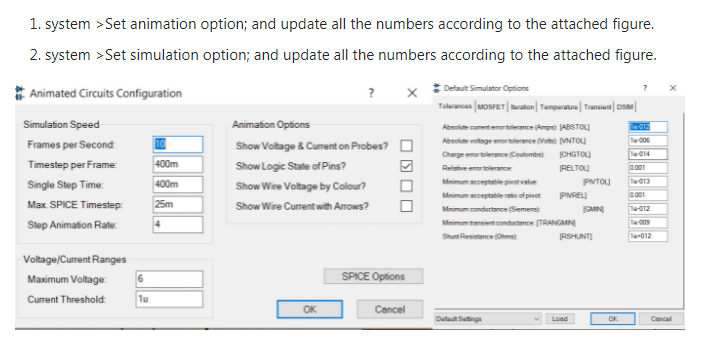 1. system >Set animation option; and update all the numbers according to the attached figure.
2. system >Set simulation option; and update all the numbers according to the attached figure.
Animated Circuits Configuration ? ×
Simulation Speed
Frames per Second: 10
Timestep per Frame: 400m
Single Step Time: 400m
Max. SPICE Timestep: 25m
Step Animation Rate: 4
Voltage/Current Ranges
Maximum Voltage: 6
Current Threshold: 1u
Animation Options
Show Voltage & Current on Probes?
Show Logic State of Pins?
Show Wire Voltage by Colour?
Show Wire Current with Arrows?
SPICE Options
OK Cancel
Default Simulator Options ? ×
Tolerances MOSFET Iteration Temperature Transient DSIM
Absolute current error tolerance (Amps): [ABSTOL] 1e-012
Absolute voltage error tolerance (Volts): [VNTOL] 1e-006
Charge error tolerance (Coulombs): [CHGTOL] 1e-014
Relative error tolerance: [RELTOL] 0.001
Minimum acceptable pivot value: [PIVTOL] 1e-013
Minimum acceptable ratio of pivot: [PIVREL] 0.001
Minimum conductance (Siemens): [GMIN] 1e-012
Minimum transient conductance: [TRANGMIN] 1e-009
Shunt Resistance (Ohms): [RSHUNT] 1e+012
Default Settings Load OK Cancel